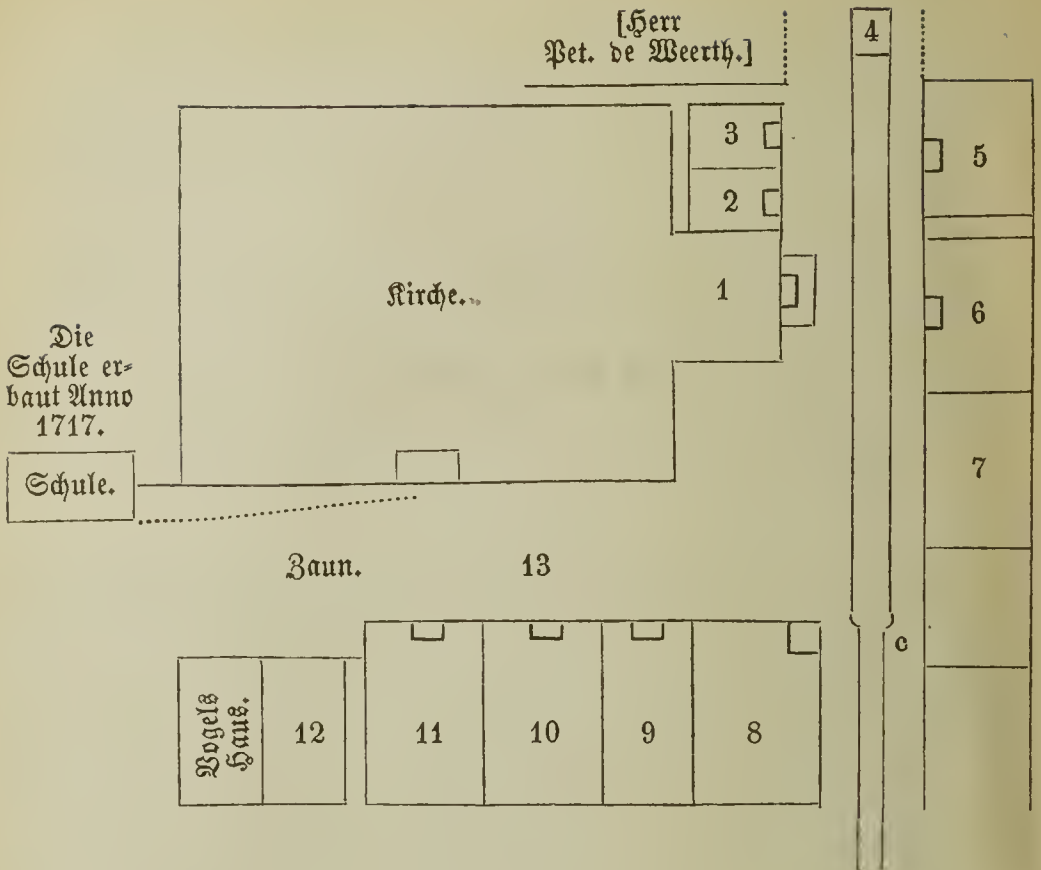 [Herr
Pet. de Weerth.]
4
3
5
2
Kirche.
1
6
Die
Schule er-
baut Anno
1717.
Schule.
7
Zaun.
13
c
Vogels
Haus.
12
11
10
9
8